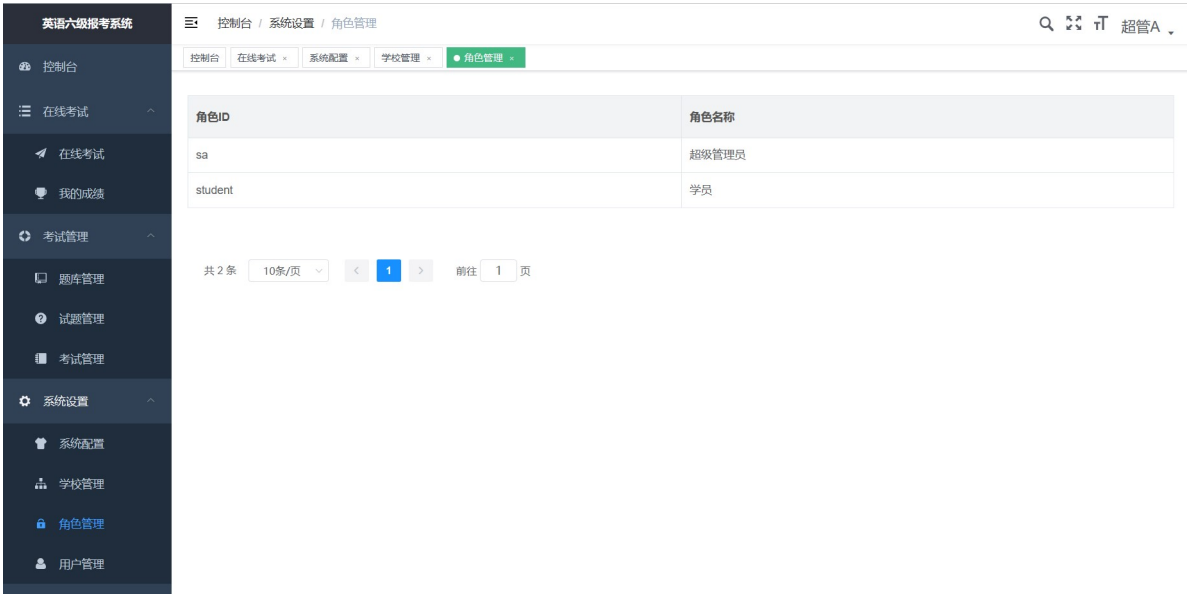 英语六级报考系统
控制台 / 系统设置 / 角色管理
超管A
控制台
在线考试 ×
系统配置 ×
学校管理 ×
角色管理 ×
控制台
在线考试
在线考试
我的成绩
考试管理
题库管理
试题管理
考试管理
系统设置
系统配置
学校管理
角色管理
用户管理
角色ID 角色名称
sa 超级管理员
student 学员
共 2 条 10条/页 < 1 > 前往 1 页